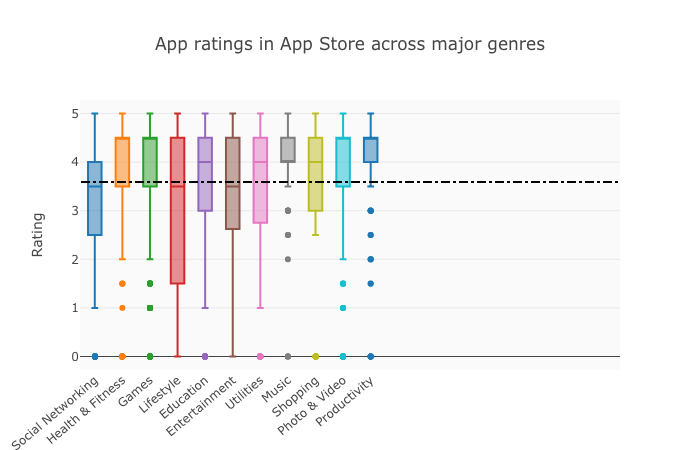 App ratings in App Store across major genres
Rating
5
4
3
2
1
0
Social Networking
Health & Fitness
Games
Lifestyle
Education
Entertainment
Utilities
Music
Shopping
Photo & Video
Productivity